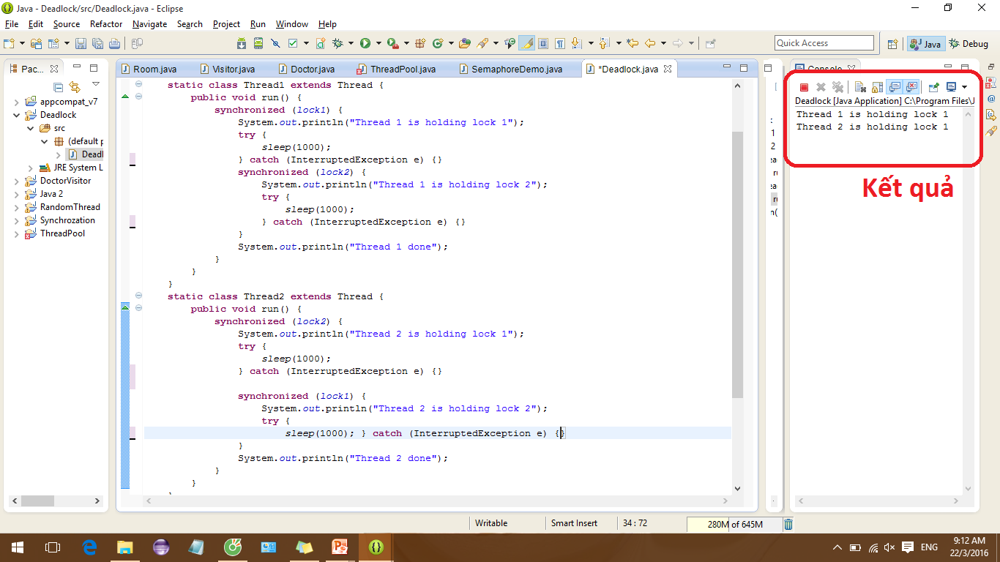 Java - Deadlock/src/Deadlock.java - Eclipse
File Edit Source Refactor Navigate Search Project Run Window Help
Quick Access
Java
Debug
Pac...
appcompat_v7
Deadlock
src
(default p
Deadl
JRE System L
DoctorVisitor
Java 2
RandomThread
Synchrozation
ThreadPool
Room.java Visitor.java Doctor.java ThreadPool.java SemaphoreDemo.java *Deadlock.java
static class Thread1 extends Thread {
public void run() {
synchronized (lock1) {
System.out.println("Thread 1 is holding lock 1");
try {
sleep(1000);
} catch (InterruptedException e) {}
synchronized (lock2) {
System.out.println("Thread 1 is holding lock 2");
try {
sleep(1000);
} catch (InterruptedException e) {}
}
System.out.println("Thread 1 done");
}
}
}
static class Thread2 extends Thread {
public void run() {
synchronized (lock2) {
System.out.println("Thread 2 is holding lock 1");
try {
sleep(1000);
} catch (InterruptedException e) {}
synchronized (lock1) {
System.out.println("Thread 2 is holding lock 2");
try {
sleep(1000); } catch (InterruptedException e) {}
}
System.out.println("Thread 2 done");
}
}
Console
Deadlock [Java Application] C:\Program Files\J
Thread 1 is holding lock 1
Thread 2 is holding lock 1
Kết quả
Writable
Smart Insert
34 : 72
280M of 645M
ENG
9:12 AM
22/3/2016